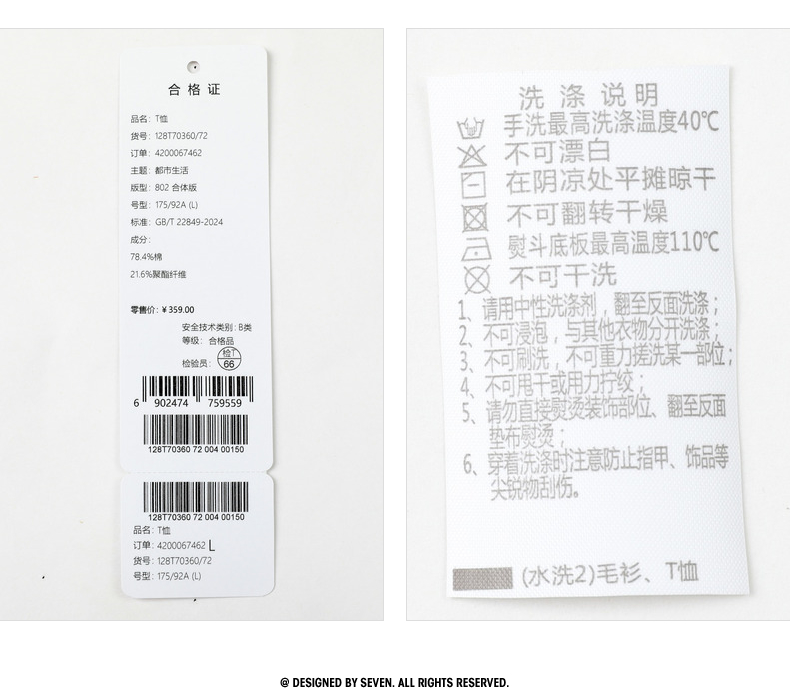 合格证
品名：T恤
货号：128T70360/72
订单：4200067462
主题：都市生活
版型：802 合体版
号型：175/92A (L)
标准：GB/T 22849-2024
成分：
78.4%棉
21.6%聚酯纤维
零售价：¥359.00
安全技术类别：B类
等级：合格品
检验员：
检T
66
6 902474 759559
128T70360 72 004 00150
128T70360 72 004 00150
品名：T恤
订单：4200067462 L
货号：128T70360/72
号型：175/92A (L)
洗涤说明
手洗最高洗涤温度40℃
不可漂白
在阴凉处平摊晾干
不可翻转干燥
熨斗底板最高温度110℃
不可干洗
1、请用中性洗涤剂，翻至反面洗涤；
2、不可浸泡，与其他衣物分开洗涤；
3、不可刷洗，不可重力搓洗某一部位；
4、不可甩干或用力拧绞；
5、请勿直接熨烫装饰部位、翻至反面
垫布熨烫；
6、穿着洗涤时注意防止指甲、饰品等
尖锐物刮伤。
(水洗2)毛衫、T恤
@ DESIGNED BY SEVEN. ALL RIGHTS RESERVED.